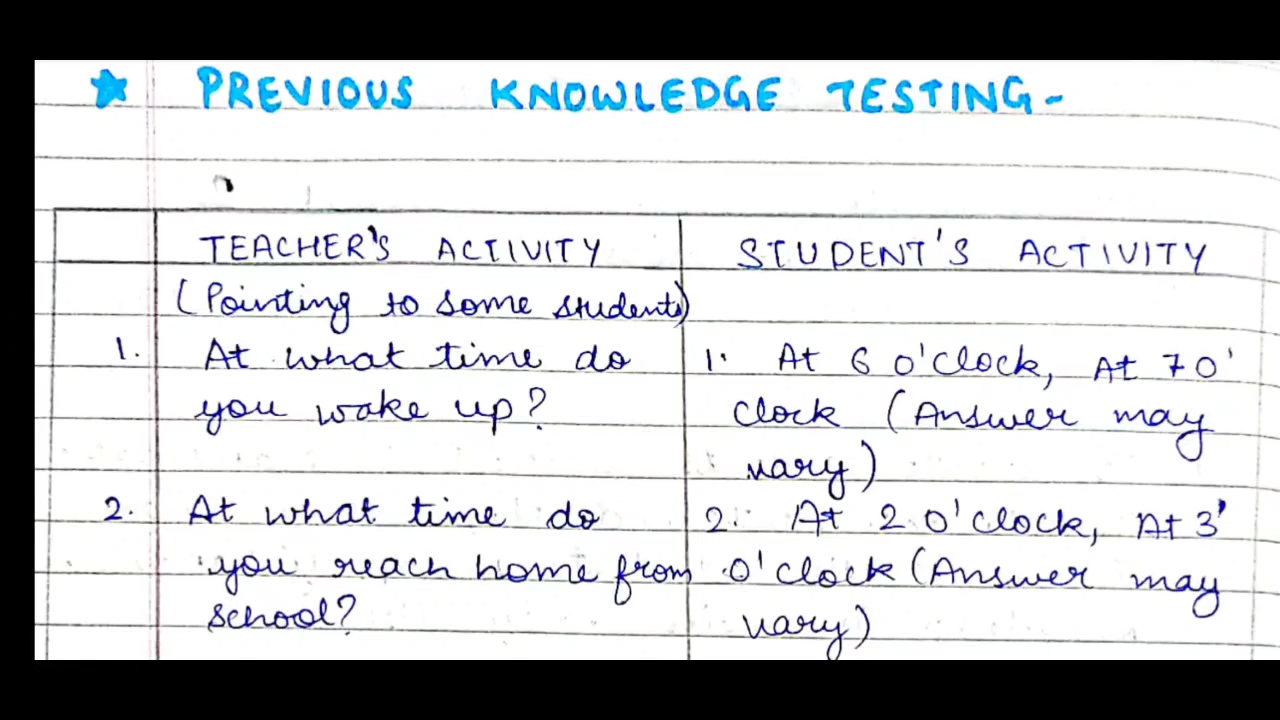 ★ PREVIOUS KNOWLEDGE TESTING-
TEACHER'S ACTIVITY
(Pointing to some students)
1. At what time do
you wake up?
2. At what time do
you reach home from
school?
STUDENT'S ACTIVITY
1. At 6 O'clock, At 7 O'
clock (Answer may
vary)
2. At 2 O'clock, At 3'
O'clock (Answer may
vary)